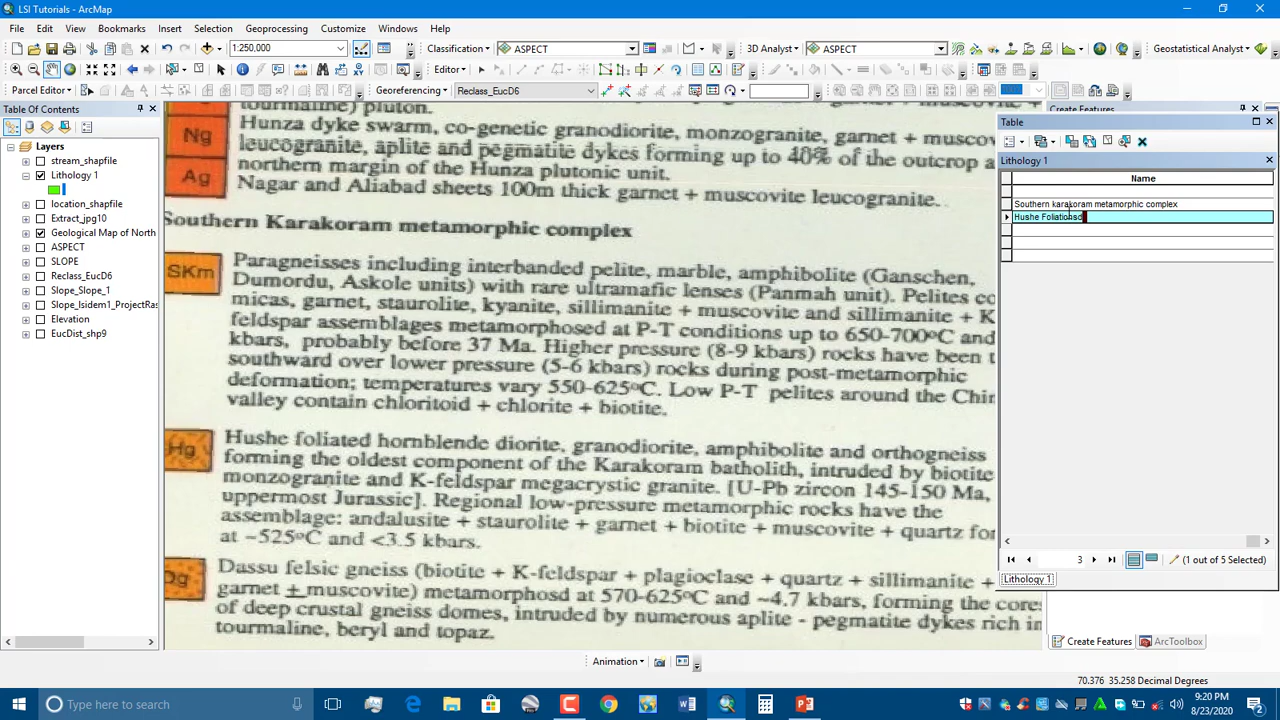 LSI Tutorials - ArcMap
File Edit View Bookmarks Insert Selection Geoprocessing Customize Windows Help
1:250,000 Classification ASPECT 3D Analyst ASPECT Geostatistical Analyst
Editor
Parcel Editor Georeferencing Reclass_EucD6
Table Of Contents
Layers
stream_shapfile
Lithology 1
location_shapfile
Extract_jpg10
Geological Map of North
ASPECT
SLOPE
Reclass_EucD6
Slope_Slope_1
Slope_Isidem1_ProjectRas
Elevation
EucDist_shp9
tourmaline) pluton.
Ng Hunza dyke swarm, co-genetic granodiorite, monzogranite, garnet + muscov
leucogranite, aplite and pegmatite dykes forming up to 40% of the outcrop a
northern margin of the Hunza plutonic unit.
Ag Nagar and Aliabad sheets 100m thick garnet + muscovite leucogranite.
Southern Karakoram metamorphic complex
SKm Paragneisses including interbanded pelite, marble, amphibolite (Ganschen,
Dumordu, Askole units) with rare ultramafic lenses (Panmah unit). Pelites co
micas, garnet, staurolite, kyanite, sillimanite + muscovite and sillimanite + K
feldspar assemblages metamorphosed at P-T conditions up to 650-700ºC and
kbars, probably before 37 Ma. Higher pressure (8-9 kbars) rocks have been t
southward over lower pressure (5-6 kbars) rocks during post-metamorphic
deformation; temperatures vary 550-625ºC. Low P-T pelites around the Chir
valley contain chloritoid + chlorite + biotite.
Hg Hushe foliated hornblende diorite, granodiorite, amphibolite and orthogneiss
forming the oldest component of the Karakoram batholith, intruded by biotite
monzogranite and K-feldspar megacrystic granite. [U-Pb zircon 145-150 Ma,
uppermost Jurassic]. Regional low-pressure metamorphic rocks have the
assemblage: andalusite + staurolite + garnet + biotite + muscovite + quartz for
at ~525ºC and <3.5 kbars.
Dg Dassu felsic gneiss (biotite + K-feldspar + plagioclase + quartz + sillimanite +
garnet ± muscovite) metamorphosed at 570-625ºC and ~4.7 kbars, forming the core
of deep crustal gneiss domes, intruded by numerous aplite - pegmatite dykes rich in
tourmaline, beryl and topaz.
Create Features
Table
Lithology 1
Name
Southern karakoram metamorphic complex
Hushe Foliationsd
3 (1 out of 5 Selected)
Lithology 1
Create Features ArcToolbox
Animation
70.376 35.258 Decimal Degrees
Type here to search
9:20 PM
8/23/2020
2